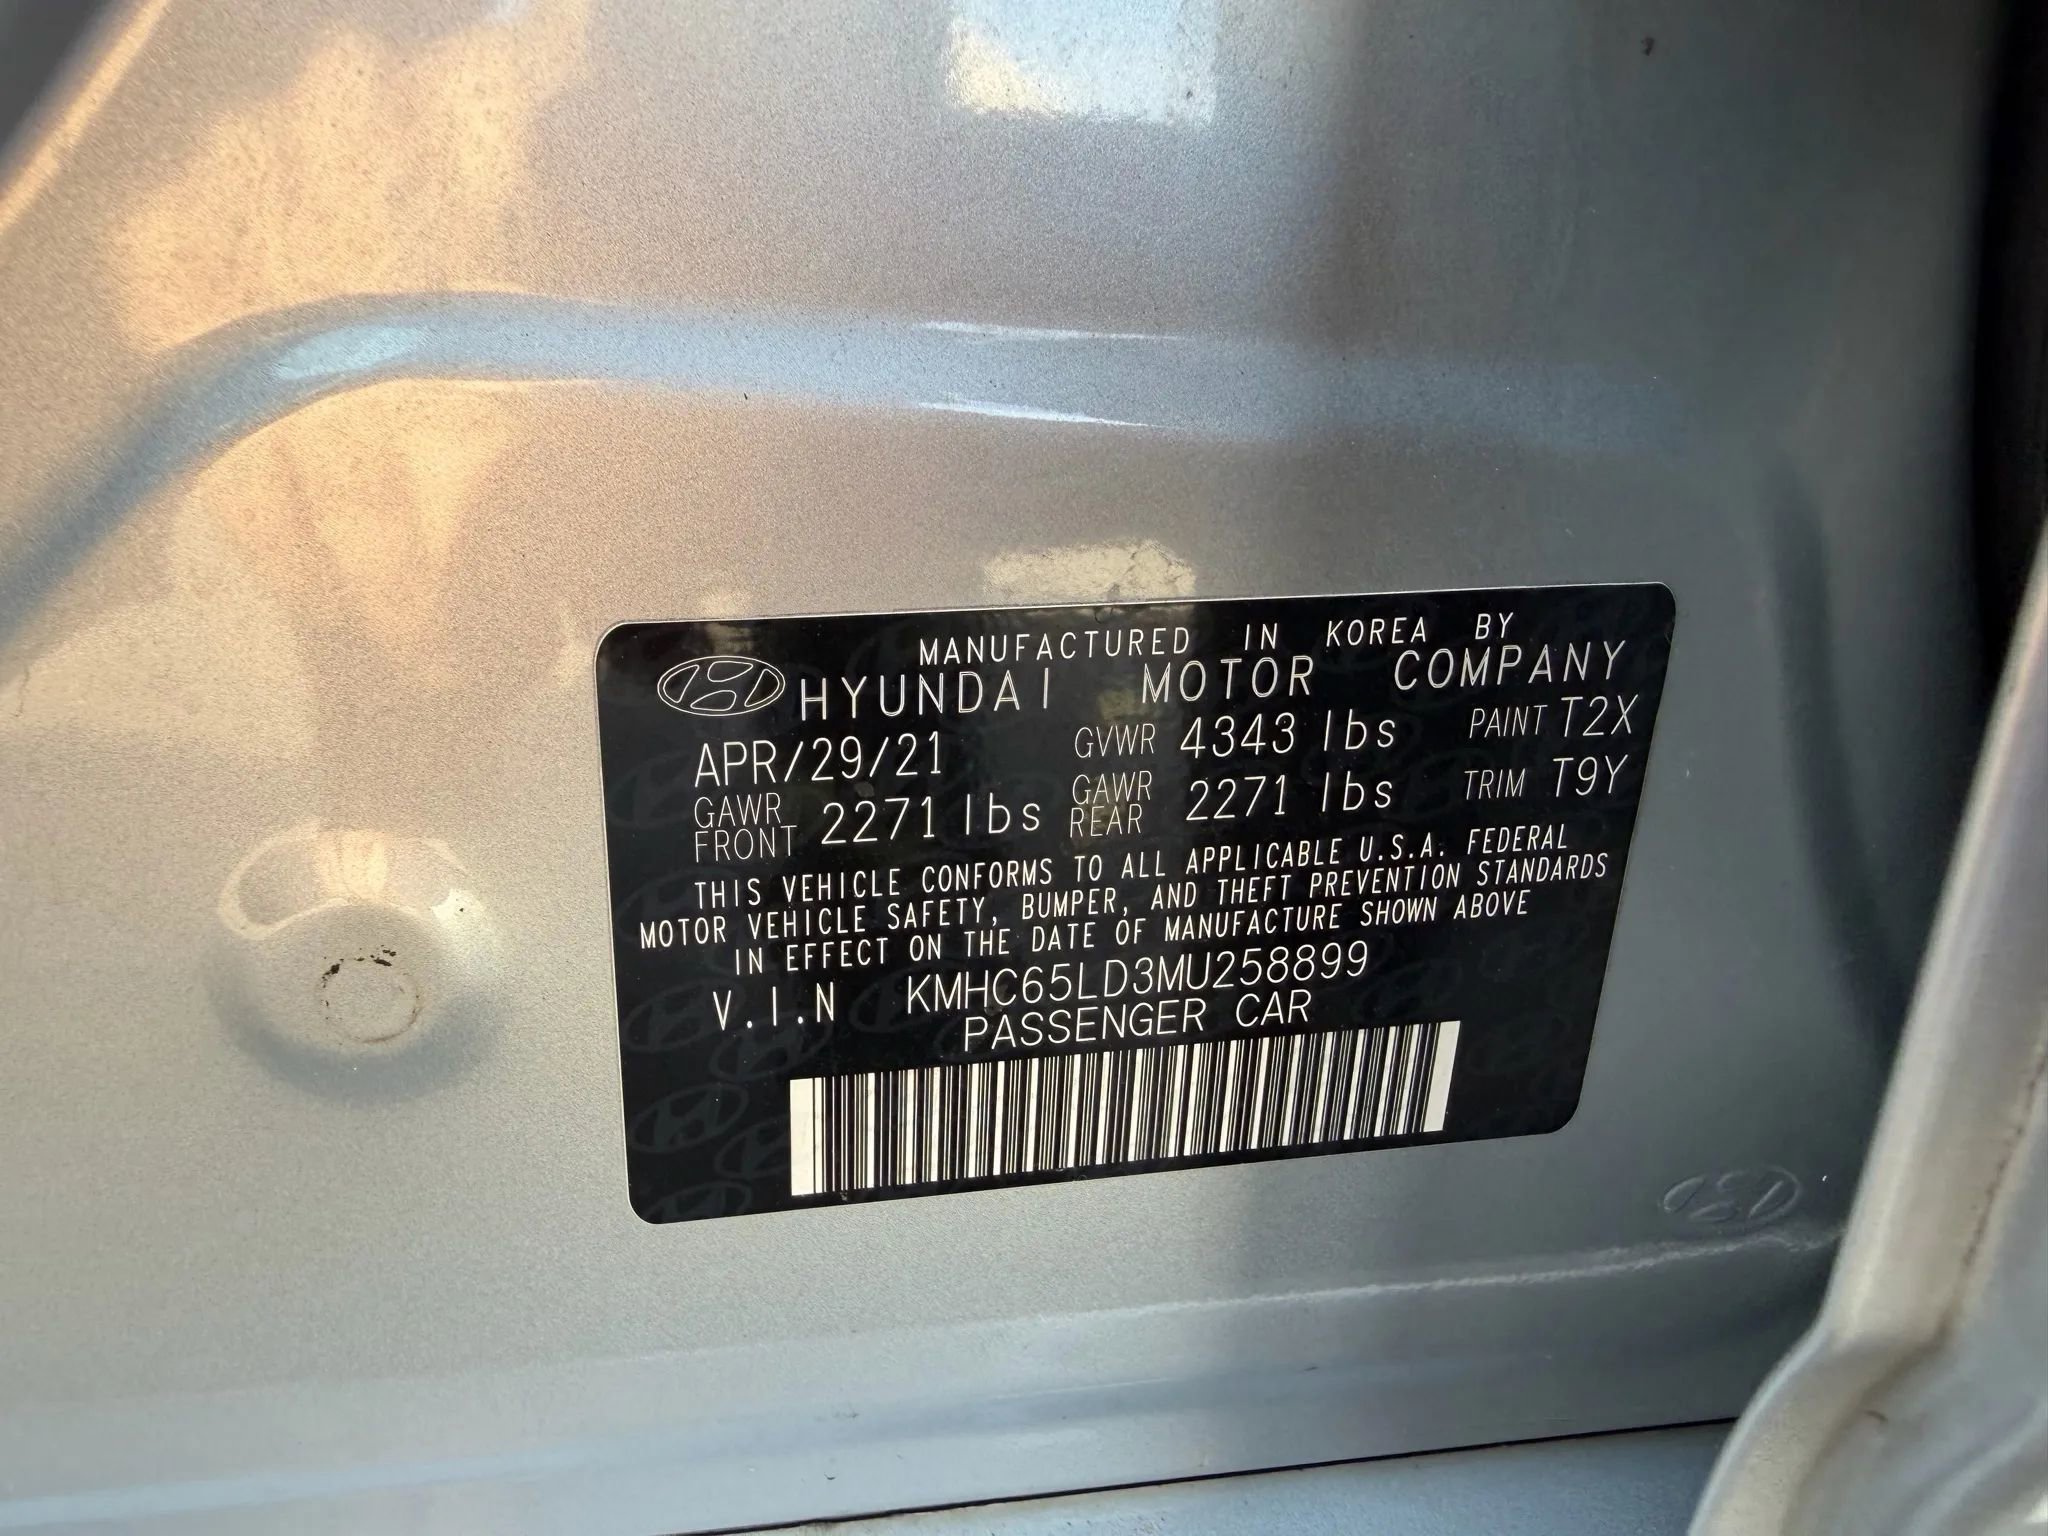 MANUFACTURED IN KOREA BY
HYUNDAI MOTOR COMPANY
APR/29/21 GVWR 4343 lbs PAINT T2X
GAWR FRONT 2271 lbs GAWR REAR 2271 lbs TRIM T9Y
THIS VEHICLE CONFORMS TO ALL APPLICABLE U.S.A. FEDERAL
MOTOR VEHICLE SAFETY, BUMPER, AND THEFT PREVENTION STANDARDS
IN EFFECT ON THE DATE OF MANUFACTURE SHOWN ABOVE
V.I.N KMHC65LD3MU258899
PASSENGER CAR